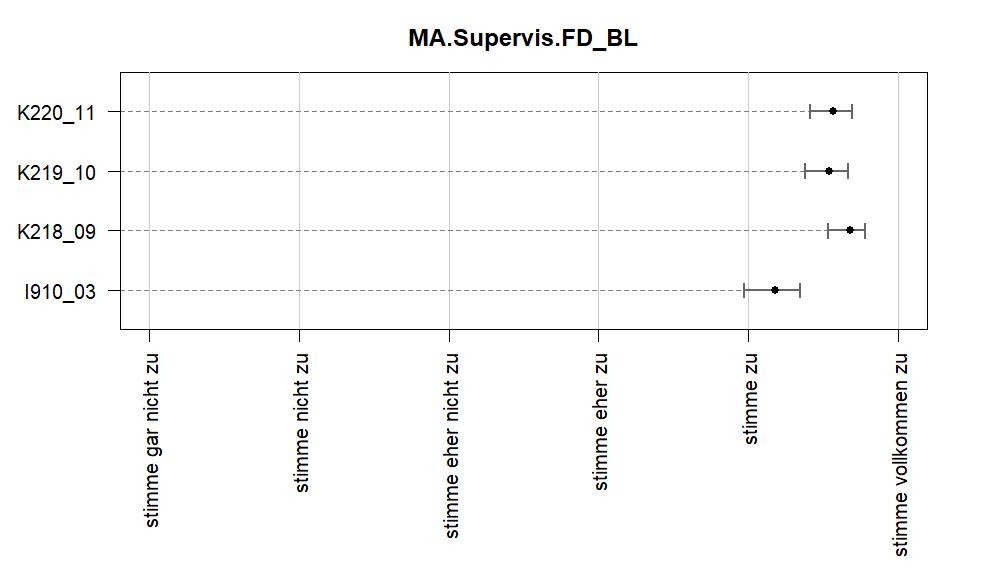 MA.Supervis.FD_BL
K220_11
K219_10
K218_09
I910_03
stimme gar nicht zu
stimme nicht zu
stimme eher nicht zu
stimme eher zu
stimme zu
stimme vollkommen zu